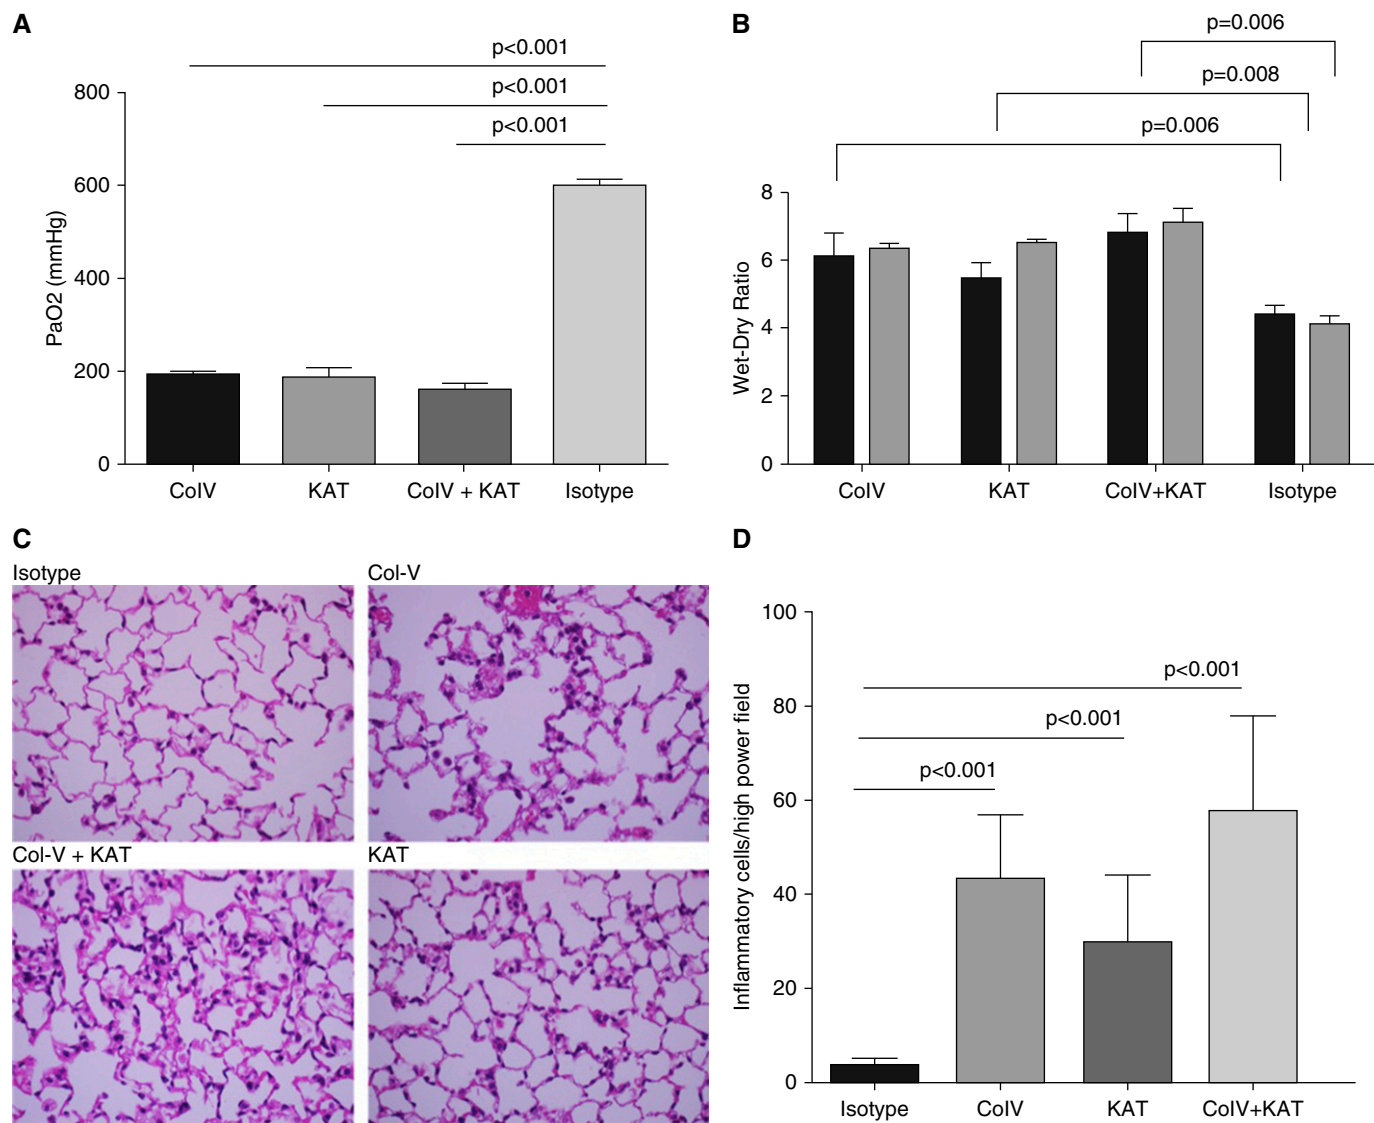 A
p<0.001
p<0.001
p<0.001
800
600
400
200
0
PaO2 (mmHg)
ColV
KAT
ColV + KAT
Isotype
B
p=0.006
p=0.008
p=0.006
8
6
4
2
0
Wet-Dry Ratio
ColV
KAT
ColV+KAT
Isotype
C
Isotype
Col-V
Col-V + KAT
KAT
D
100
80
60
40
20
0
Inflammatory cells/high power field
p<0.001
p<0.001
p<0.001
Isotype
ColV
KAT
ColV+KAT